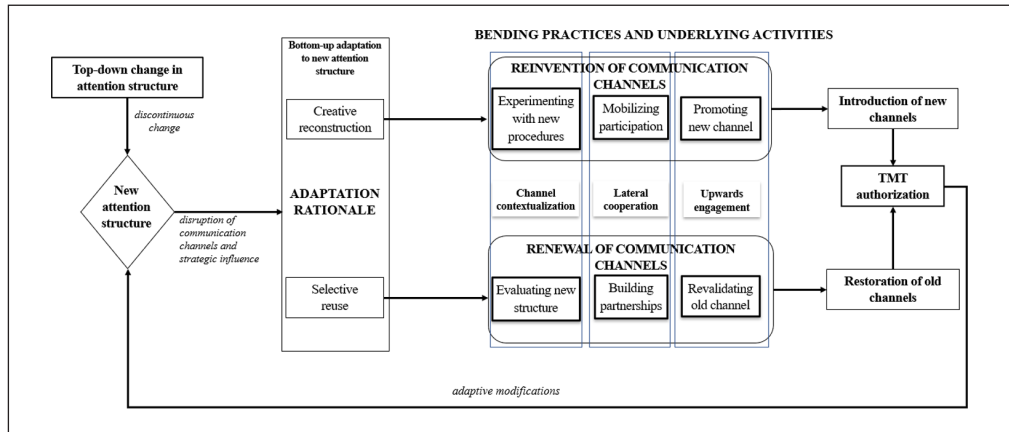 BENDING PRACTICES AND UNDERLYING ACTIVITIES
Top-down change in
attention structure
discontinuous
change
New
attention
structure
disruption of
communication
channels and
strategic influence
Bottom-up adaptation
to new attention
structure
Creative
reconstruction
ADAPTATION
RATIONALE
Selective
reuse
REINVENTION OF COMMUNICATION
CHANNELS
Experimenting
with new
procedures
Mobilizing
participation
Promoting
new channel
Channel
contextualization
Lateral
cooperation
Upwards
engagement
RENEWAL OF COMMUNICATION
CHANNELS
Evaluating new
structure
Building
partnerships
Revalidating
old channel
Introduction of new
channels
TMT
authorization
Restoration of old
channels
adaptive modifications